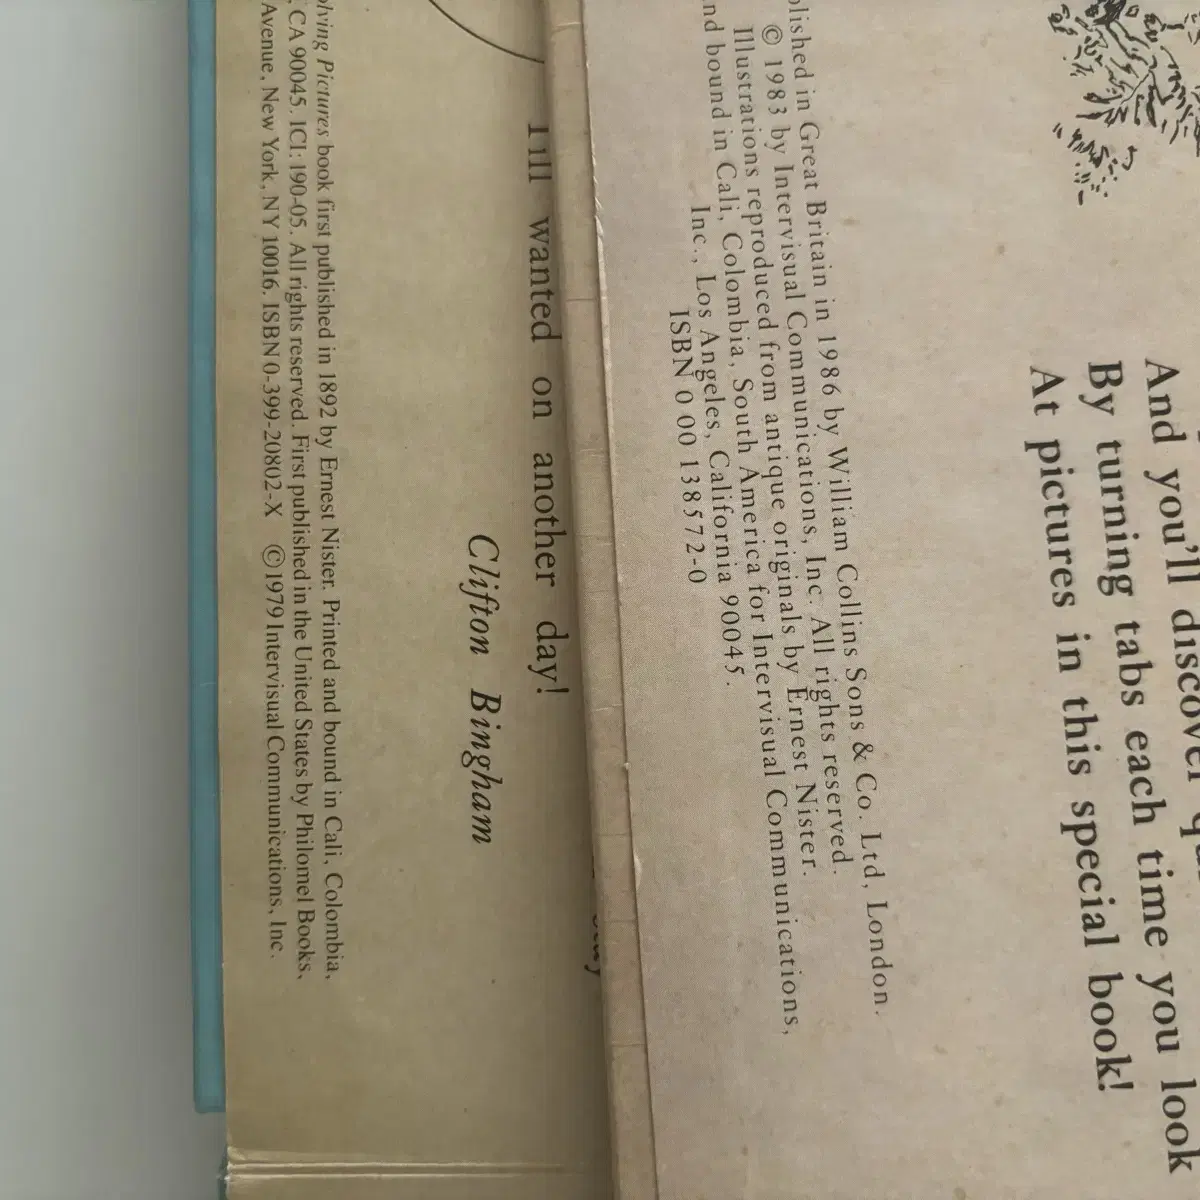 And you'll discover
By turning tabs each time you look
At pictures in this special book!
blished in Great Britain in 1986 by William Collins Sons & Co. Ltd, London.
© 1983 by Intervisual Communications, Inc. All rights reserved.
Illustrations reproduced from antique originals by Ernest Nister.
nd bound in Cali, Colombia, South America for Intervisual Communications,
Inc., Los Angeles, California 90045.
ISBN 0 00 138572-0
Till wanted on another day!
Clifton Bingham
olving Pictures book first published in 1892 by Ernest Nister. Printed and bound in Cali, Colombia,
CA 90045. ICI: 190-05. All rights reserved. First published in the United States by Philomel Books,
Avenue, New York, NY 10016. ISBN 0-399-20802-X © 1979 Intervisual Communications, Inc.